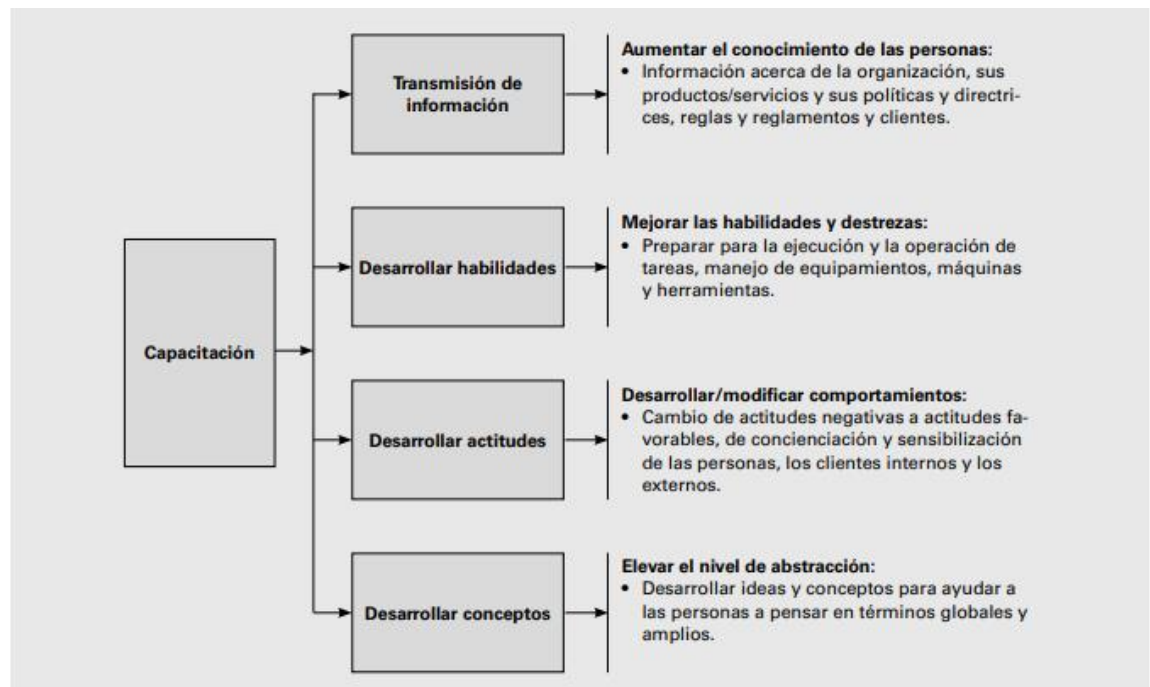 Capacitación
Transmisión de
información
Aumentar el conocimiento de las personas:
• Información acerca de la organización, sus
productos/servicios y sus políticas y directri-
ces, reglas y reglamentos y clientes.
Desarrollar habilidades
Mejorar las habilidades y destrezas:
• Preparar para la ejecución y la operación de
tareas, manejo de equipamientos, máquinas
y herramientas.
Desarrollar actitudes
Desarrollar/modificar comportamientos:
• Cambio de actitudes negativas a actitudes fa-
vorables, de concienciación y sensibilización
de las personas, los clientes internos y los
externos.
Desarrollar conceptos
Elevar el nivel de abstracción:
• Desarrollar ideas y conceptos para ayudar a
las personas a pensar en términos globales y
amplios.